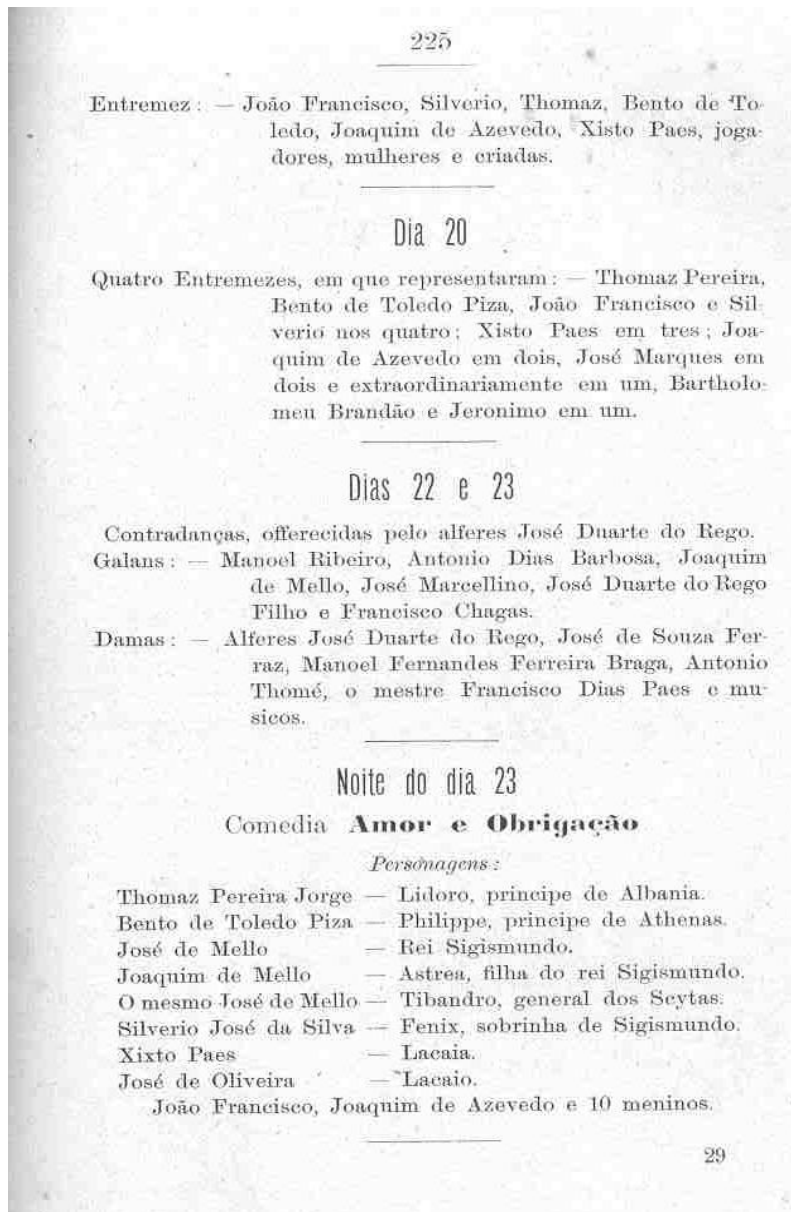 225
Entremez : — João Francisco, Silverio, Thomaz, Bento de To-
ledo, Joaquim de Azevedo, Xisto Paes, joga-
dores, mulheres e criadas.
Dia 20
Quatro Entremezes, em que representaram : — Thomaz Pereira,
Bento de Toledo Piza, João Francisco e Sil-
verio nos quatro ; Xisto Paes em tres ; Joa-
quim de Azevedo em dois, José Marques em
dois e extraordinariamente em um, Bartholo-
meu Brandão e Jeronimo em um.
Dias 22 e 23
Contradanças, offerecidas pelo alferes José Duarte do Rego.
Galans : — Manoel Ribeiro, Antonio Dias Barbosa, Joaquim
de Mello, José Marcellino, José Duarte do Rego
Filho e Francisco Chagas.
Damas : — Alferes José Duarte do Rego, José de Souza Fer-
raz, Manoel Fernandes Ferreira Braga, Antonio
Thomé, o mestre Francisco Dias Paes e mu-
sicos.
Noite do dia 23
Comedia Amor e Obrigação
Personagens :
Thomaz Pereira Jorge — Lidoro, principe de Albania.
Bento de Toledo Piza — Philippe, principe de Athenas.
José de Mello — Rei Sigismundo.
Joaquim de Mello — Astrea, filha do rei Sigismundo.
O mesmo José de Mello — Tibandro, general dos Scytas.
Silverio José da Silva — Fenix, sobrinha de Sigismundo.
Xixto Paes — Lacaia.
José de Oliveira — Lacaio.
João Francisco, Joaquim de Azevedo e 10 meninos.
29